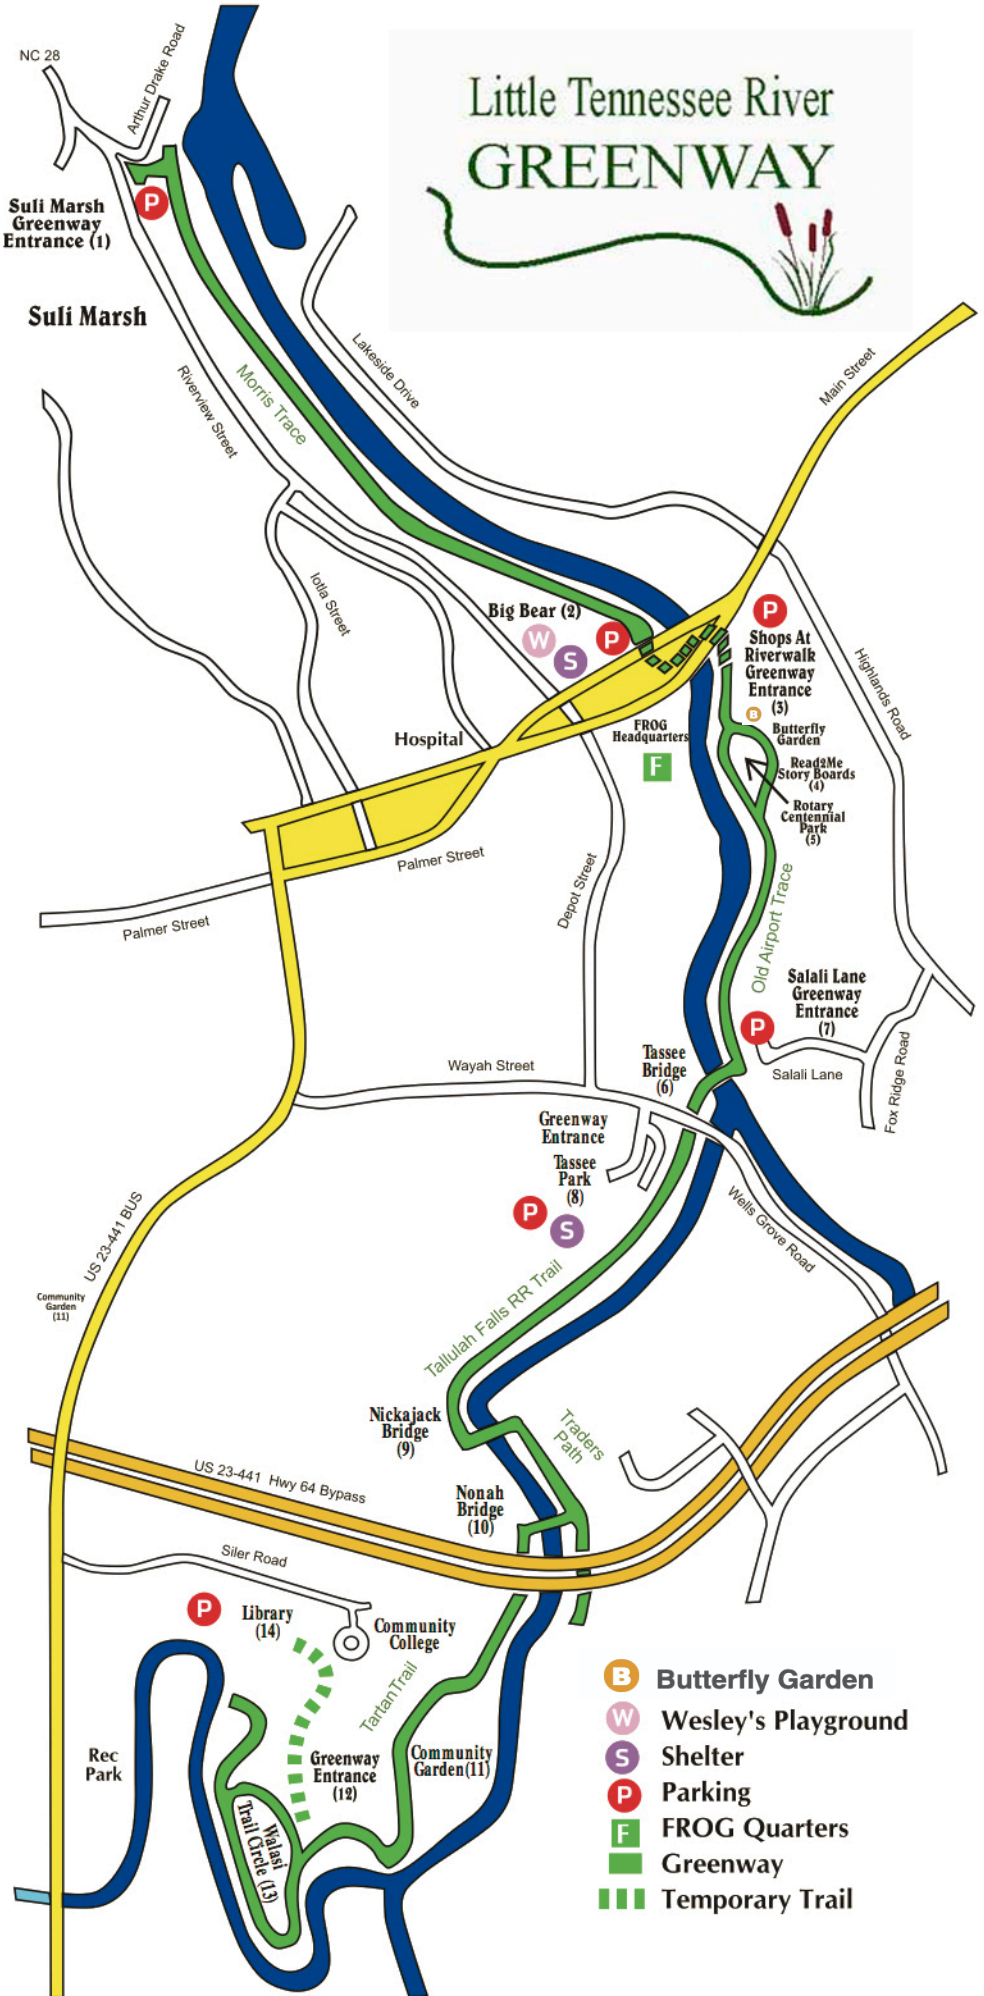 NC 28
Arthur Drake Road
Little Tennessee River
GREENWAY
P
Suli Marsh
Greenway
Entrance (1)
Suli Marsh
Lakeside Drive
Main Street
Riverview Street
Morris Trace
Iotla Street
Big Bear (2)
W
S
P
P
Shops At
Riverwalk
Greenway
Entrance
(3)
B
Butterfly
Garden
Read2Me
Story Boards
(4)
Rotary
Centennial
Park
(5)
Highlands Road
FROG
Headquarters
F
Hospital
Palmer Street
Palmer Street
Depot Street
Old Airport Trace
Salali Lane
Greenway
Entrance
(7)
P
Salali Lane
Fox Ridge Road
Tassee
Bridge
(6)
Wayah Street
Greenway
Entrance
Tassee
Park
(8)
P
S
Wells Grove Road
US 23-441 BUS
Community
Garden
(11)
Tallulah Falls RR Trail
Nickajack
Bridge
(9)
Traders
Path
US 23-441 Hwy 64 Bypass
Nonah
Bridge
(10)
Siler Road
P
Library
(14)
Community
College
TartanTrail
Rec
Park
Greenway
Entrance
(12)
Community
Garden(11)
Walasi
Trail Circle (13)
B Butterfly Garden
W Wesley's Playground
S Shelter
P Parking
F FROG Quarters
Greenway
Temporary Trail